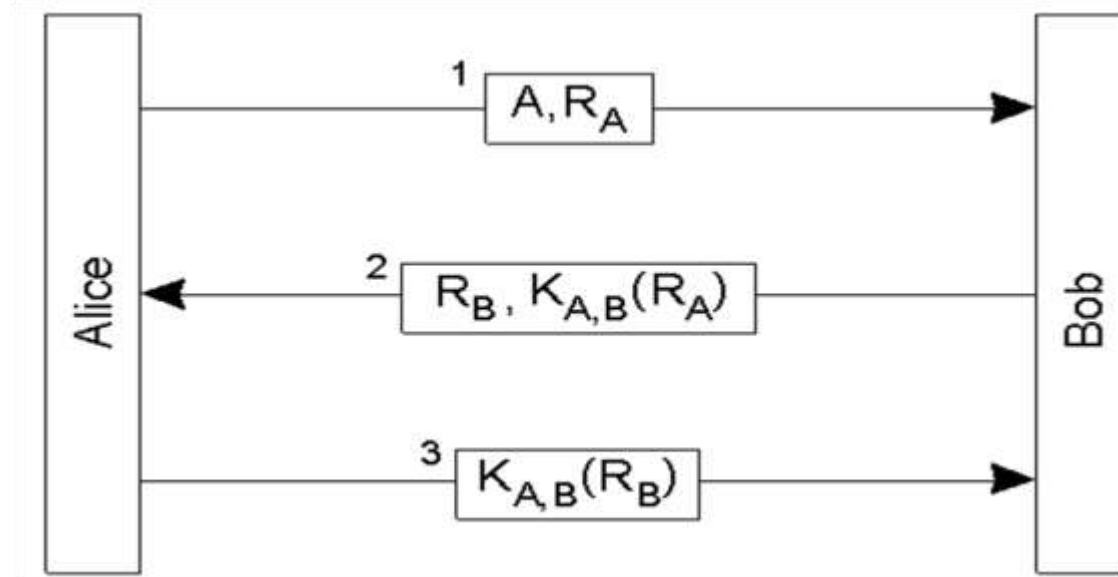 1
A, R_A
Alice
2
R_B, K_A,B(R_A)
Bob
3
K_A,B(R_B)